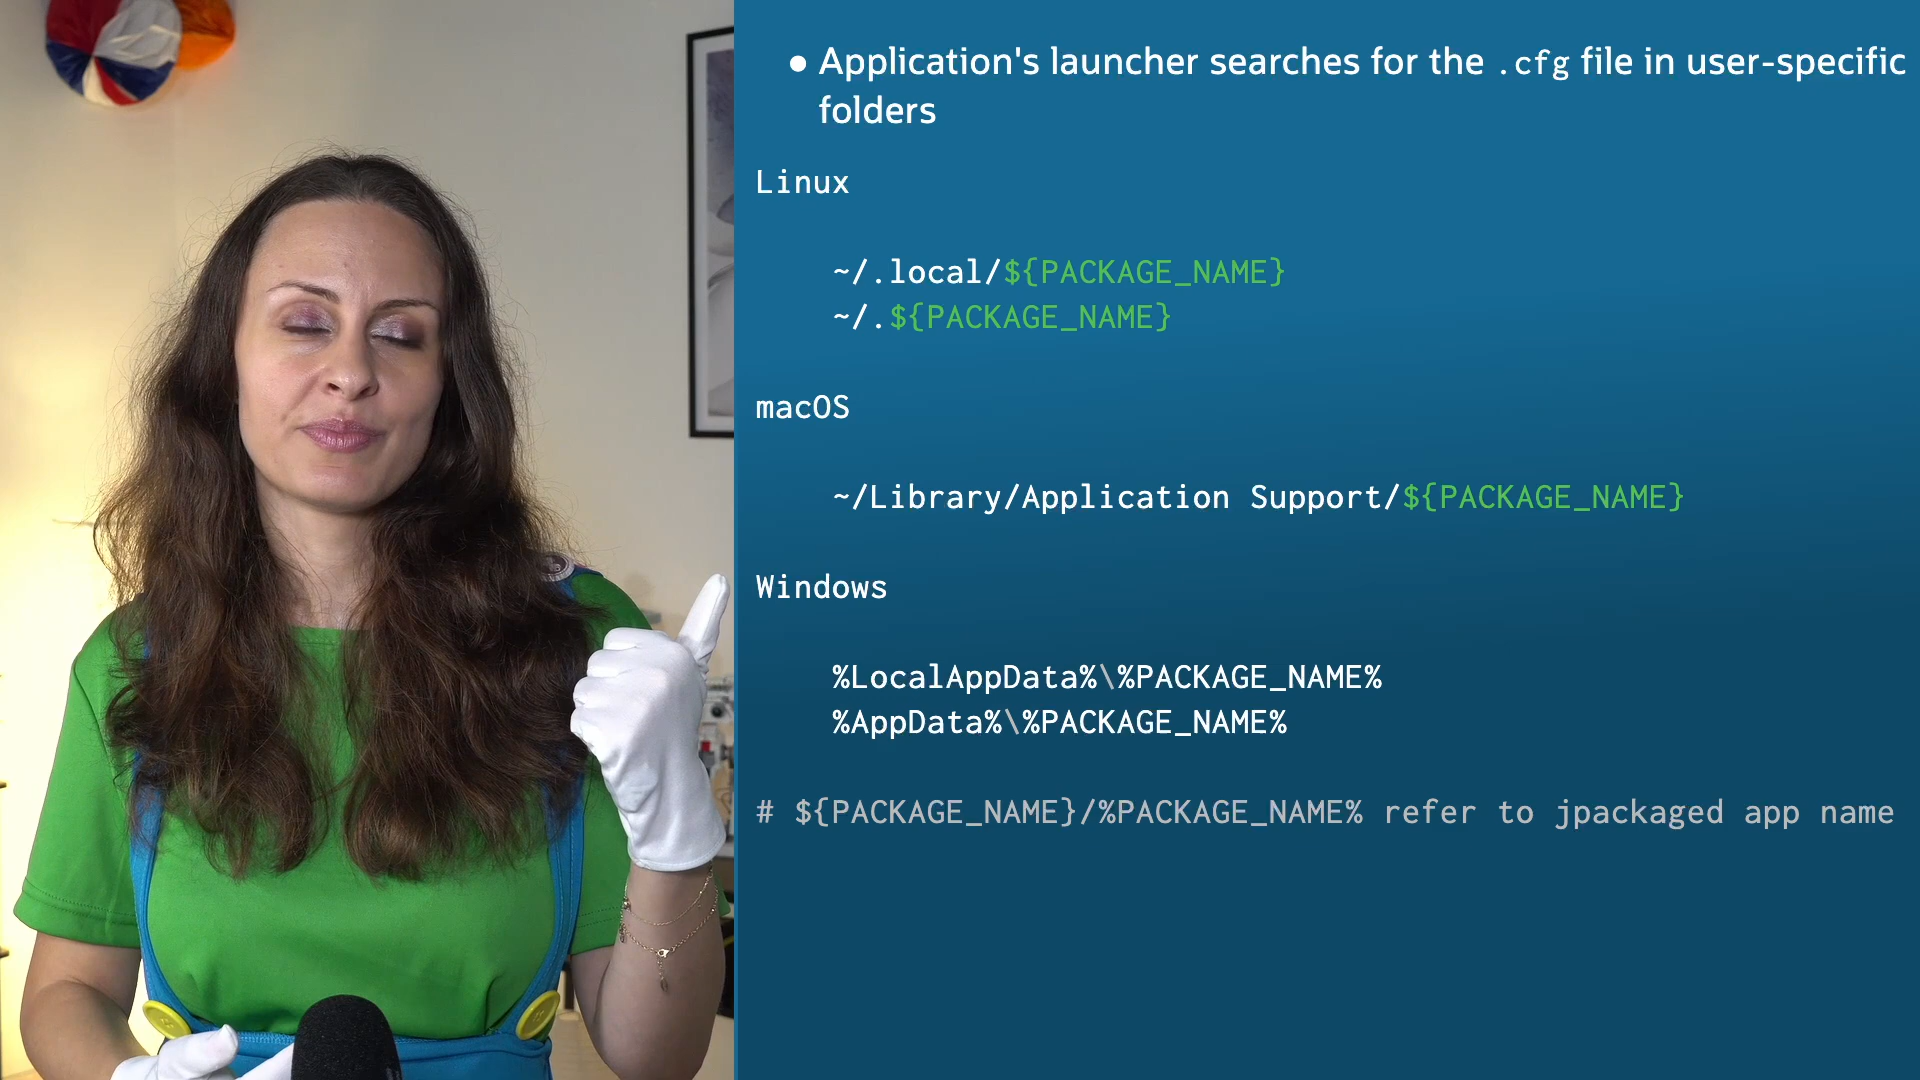 ● Application's launcher searches for the .cfg file in user-specific
folders
Linux
~/.local/${PACKAGE_NAME}
~/.${PACKAGE_NAME}
macOS
~/Library/Application Support/${PACKAGE_NAME}
Windows
%LocalAppData%\%PACKAGE_NAME%
%AppData%\%PACKAGE_NAME%
# ${PACKAGE_NAME}/%PACKAGE_NAME% refer to jpackaged app name